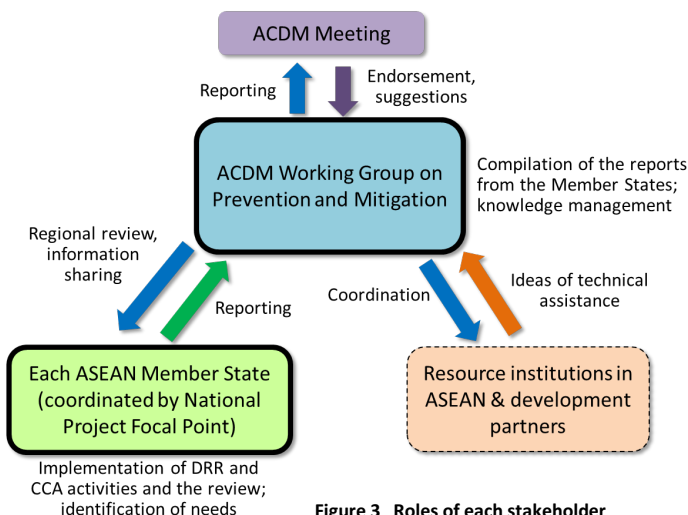 ACDM Meeting
Reporting
Endorsement,
suggestions
ACDM Working Group on
Prevention and Mitigation
Compilation of the reports
from the Member States;
knowledge management
Regional review,
information
sharing
Reporting
Coordination
Ideas of technical
assistance
Each ASEAN Member State
(coordinated by National
Project Focal Point)
Resource institutions in
ASEAN & development
partners
Implementation of DRR and
CCA activities and the review;
identification of needs
Figure 3 Roles of each stakeholder